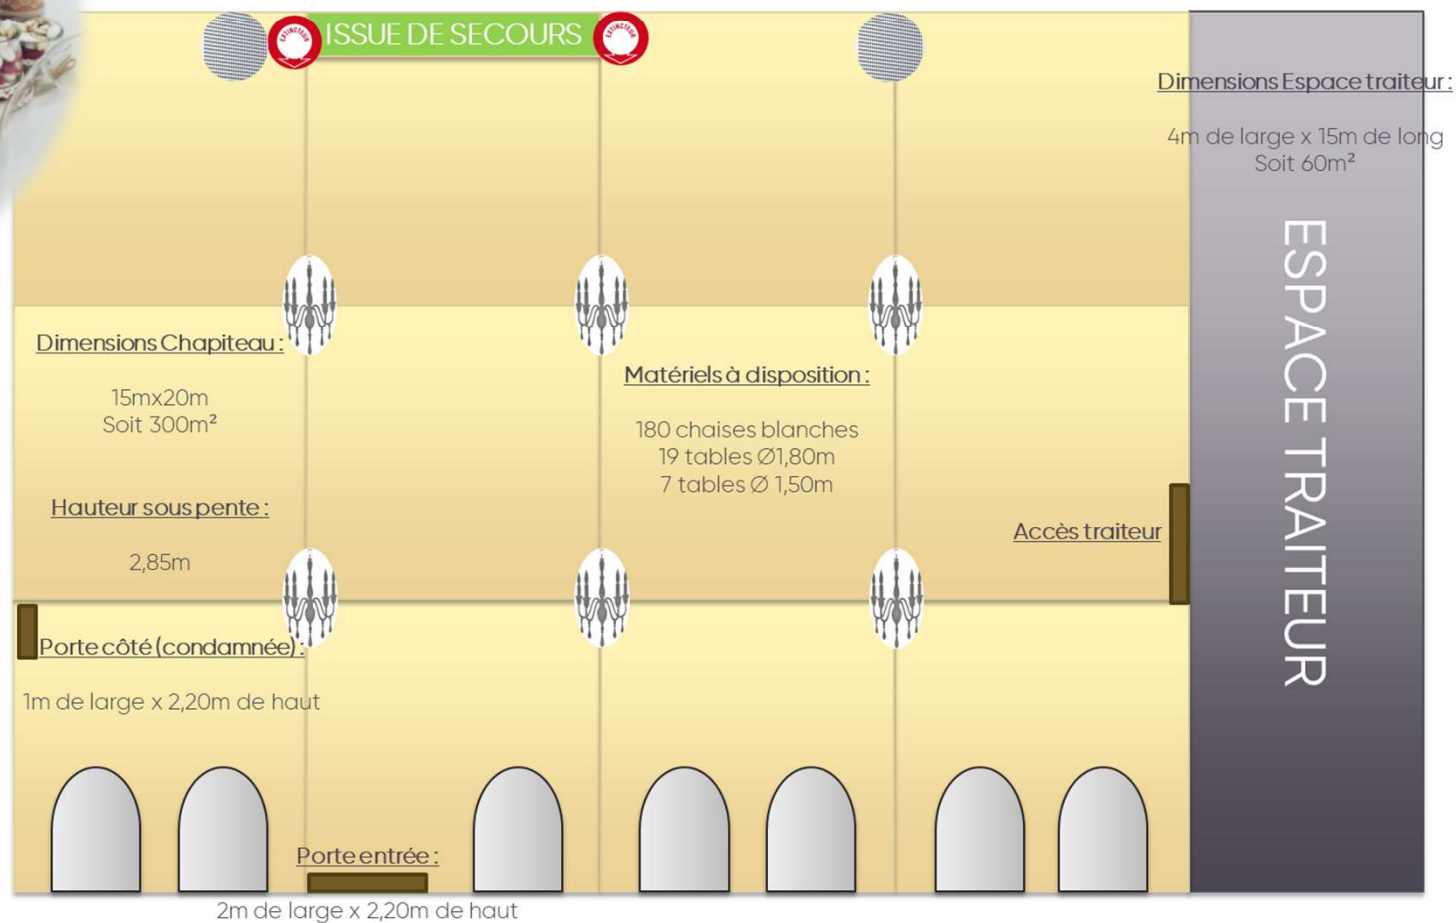 EXTINCTEUR
ISSUE DE SECOURS
EXTINCTEUR
Dimensions Espace traiteur :
4m de large x 15m de long
Soit 60m²
ESPACE TRAITEUR
Dimensions Chapiteau :
15mx20m
Soit 300m²
Hauteur sous pente :
2,85m
Matériels à disposition :
180 chaises blanches
19 tables Ø1,80m
7 tables Ø 1,50m
Accès traiteur
Porte côté (condamnée) :
1m de large x 2,20m de haut
Porte entrée :
2m de large x 2,20m de haut